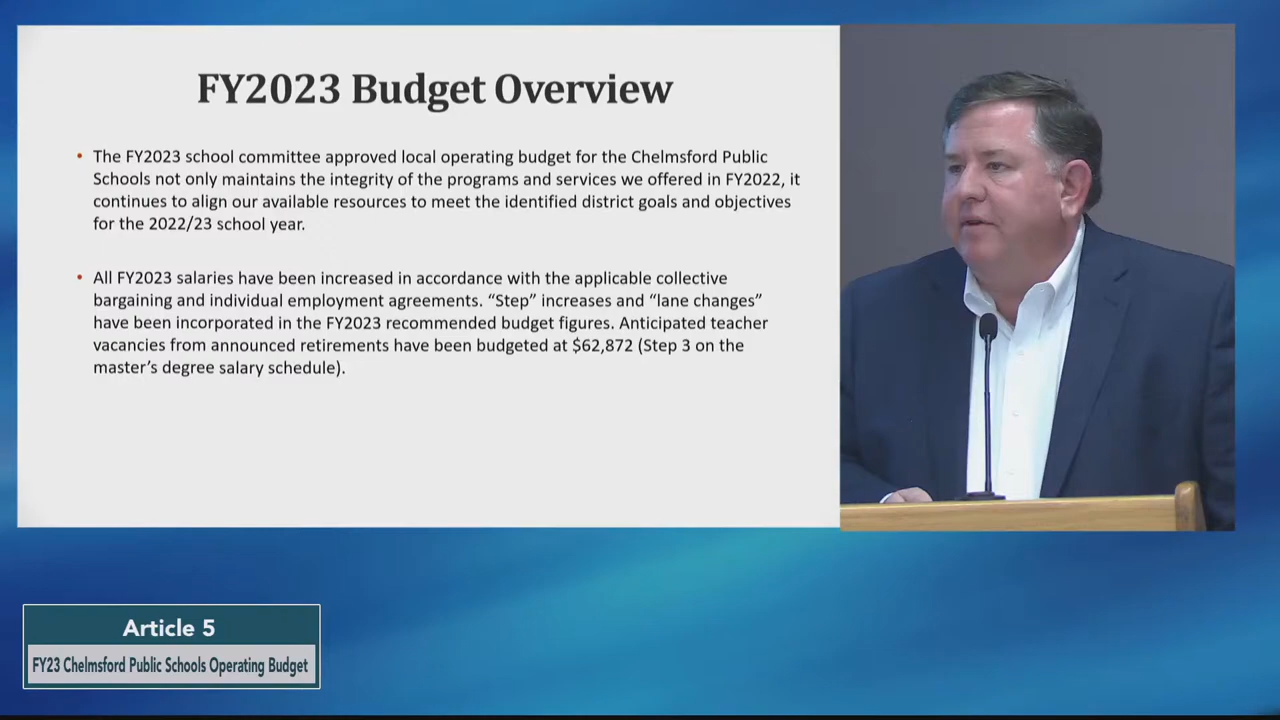 FY2023 Budget Overview
• The FY2023 school committee approved local operating budget for the Chelmsford Public
Schools not only maintains the integrity of the programs and services we offered in FY2022, it
continues to align our available resources to meet the identified district goals and objectives
for the 2022/23 school year.
• All FY2023 salaries have been increased in accordance with the applicable collective
bargaining and individual employment agreements. “Step” increases and “lane changes”
have been incorporated in the FY2023 recommended budget figures. Anticipated teacher
vacancies from announced retirements have been budgeted at $62,872 (Step 3 on the
master’s degree salary schedule).
Article 5
FY23 Chelmsford Public Schools Operating Budget